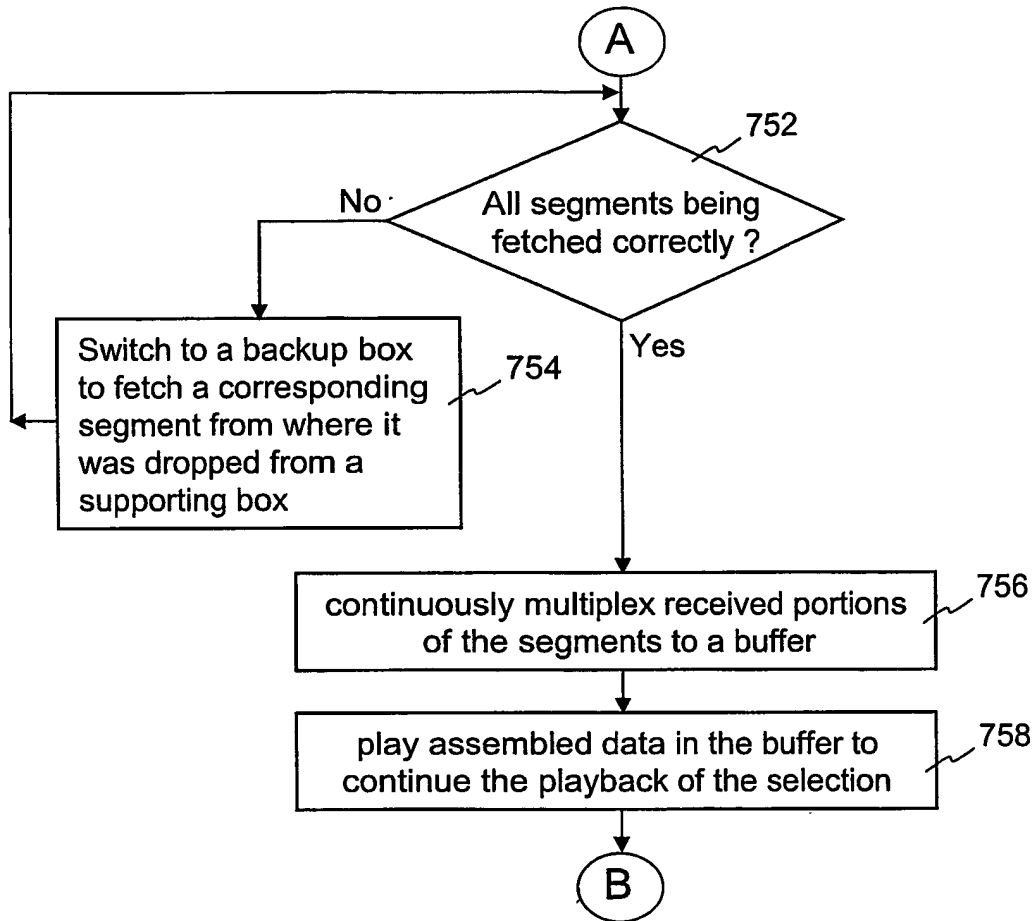 A
752
No
All segments being
fetched correctly ?
Yes
Switch to a backup box
to fetch a corresponding
segment from where it
was dropped from a
supporting box
754
continuously multiplex received portions
of the segments to a buffer
756
play assembled data in the buffer to
continue the playback of the selection
758
B